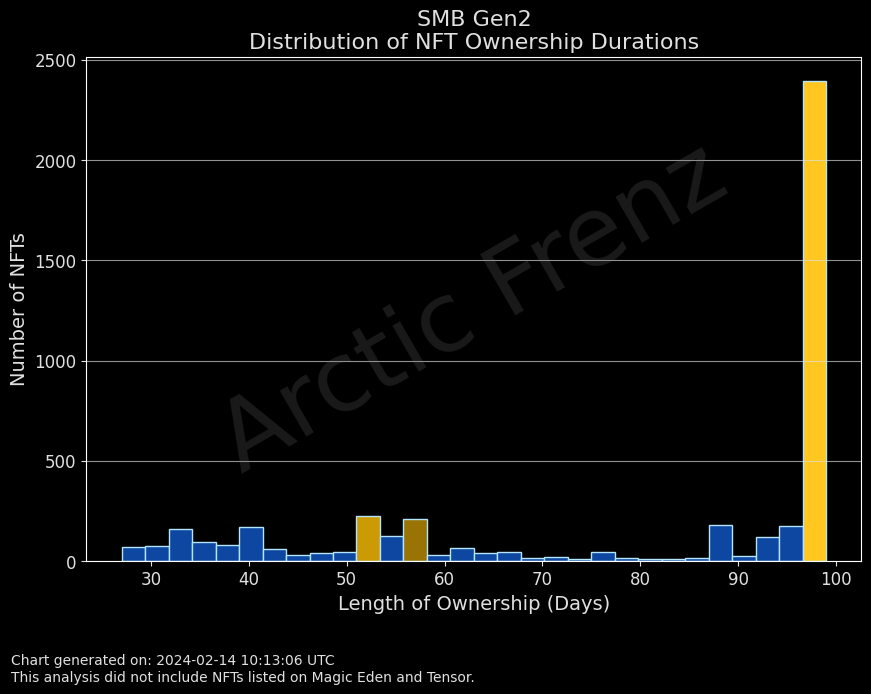 SMB Gen2
Distribution of NFT Ownership Durations
2500
2000
1500
1000
500
0
Number of NFTs
Arctic Frenz
30 40 50 60 70 80 90 100
Length of Ownership (Days)
Chart generated on: 2024-02-14 10:13:06 UTC
This analysis did not include NFTs listed on Magic Eden and Tensor.